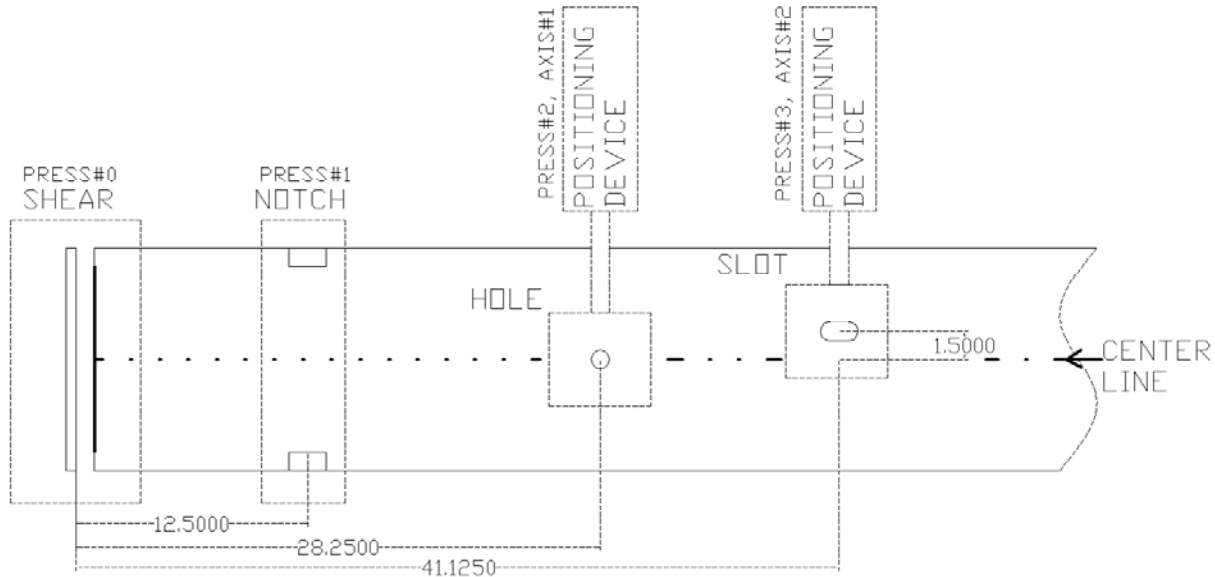 PRESS#2, AXIS#1
POSITIONING
DEVICE
PRESS#3, AXIS#2
POSITIONING
DEVICE
PRESS#0
SHEAR
PRESS#1
NOTCH
SLOT
HOLE
1.5000
CENTER
LINE
12.5000
28.2500
41.1250